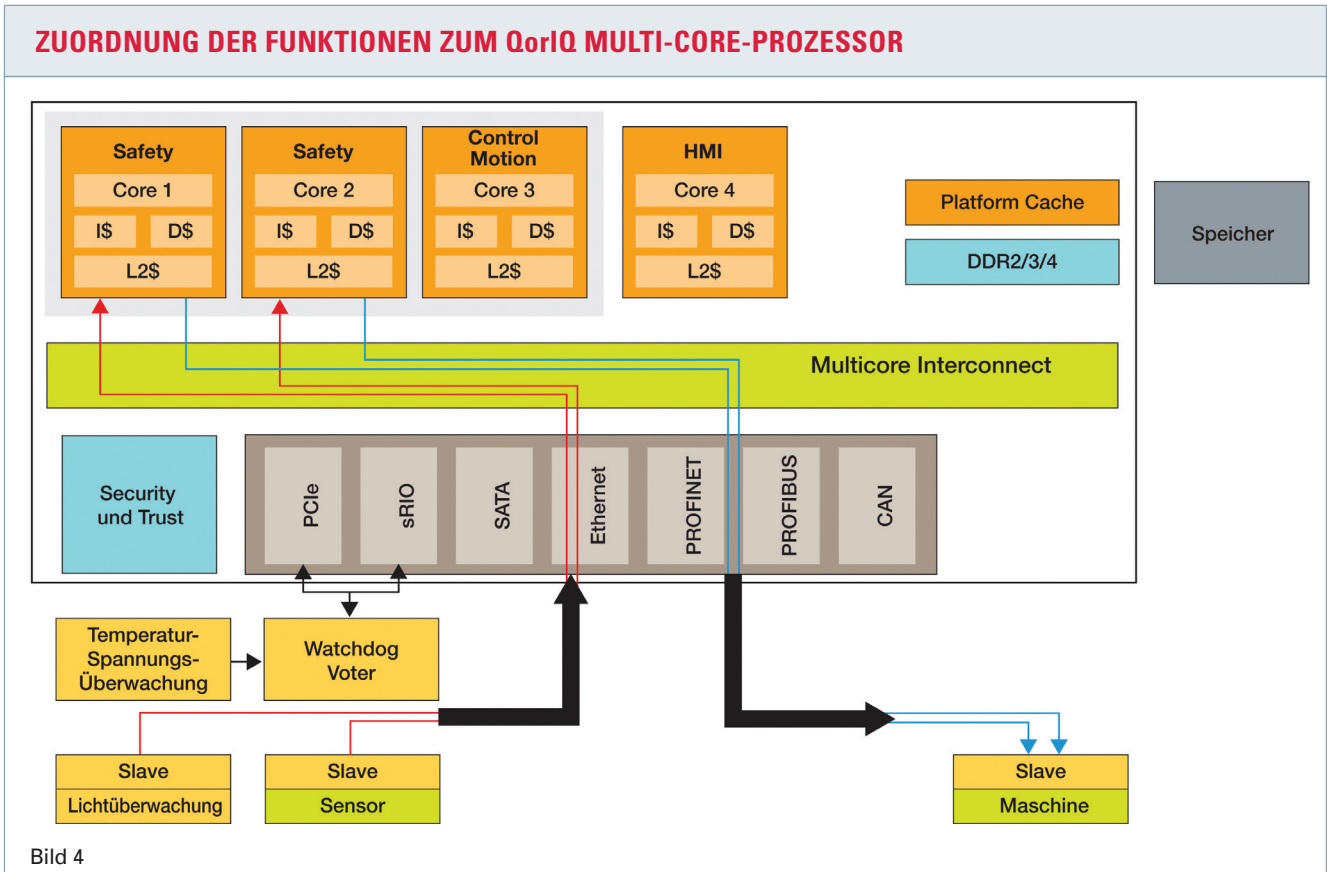 ZUORDNUNG DER FUNKTIONEN ZUM QorIQ MULTI-CORE-PROZESSOR
Safety
Core 1
I$ D$
L2$
Safety
Core 2
I$ D$
L2$
Control
Motion
Core 3
I$ D$
L2$
HMI
Core 4
I$ D$
L2$
Platform Cache
DDR2/3/4
Speicher
Multicore Interconnect
Security
und Trust
PCIe
sRIO
SATA
Ethernet
PROFINET
PROFIBUS
CAN
Temperatur-
Spannungs-
Überwachung
Watchdog
Voter
Slave
Lichtüberwachung
Slave
Sensor
Slave
Maschine
Bild 4